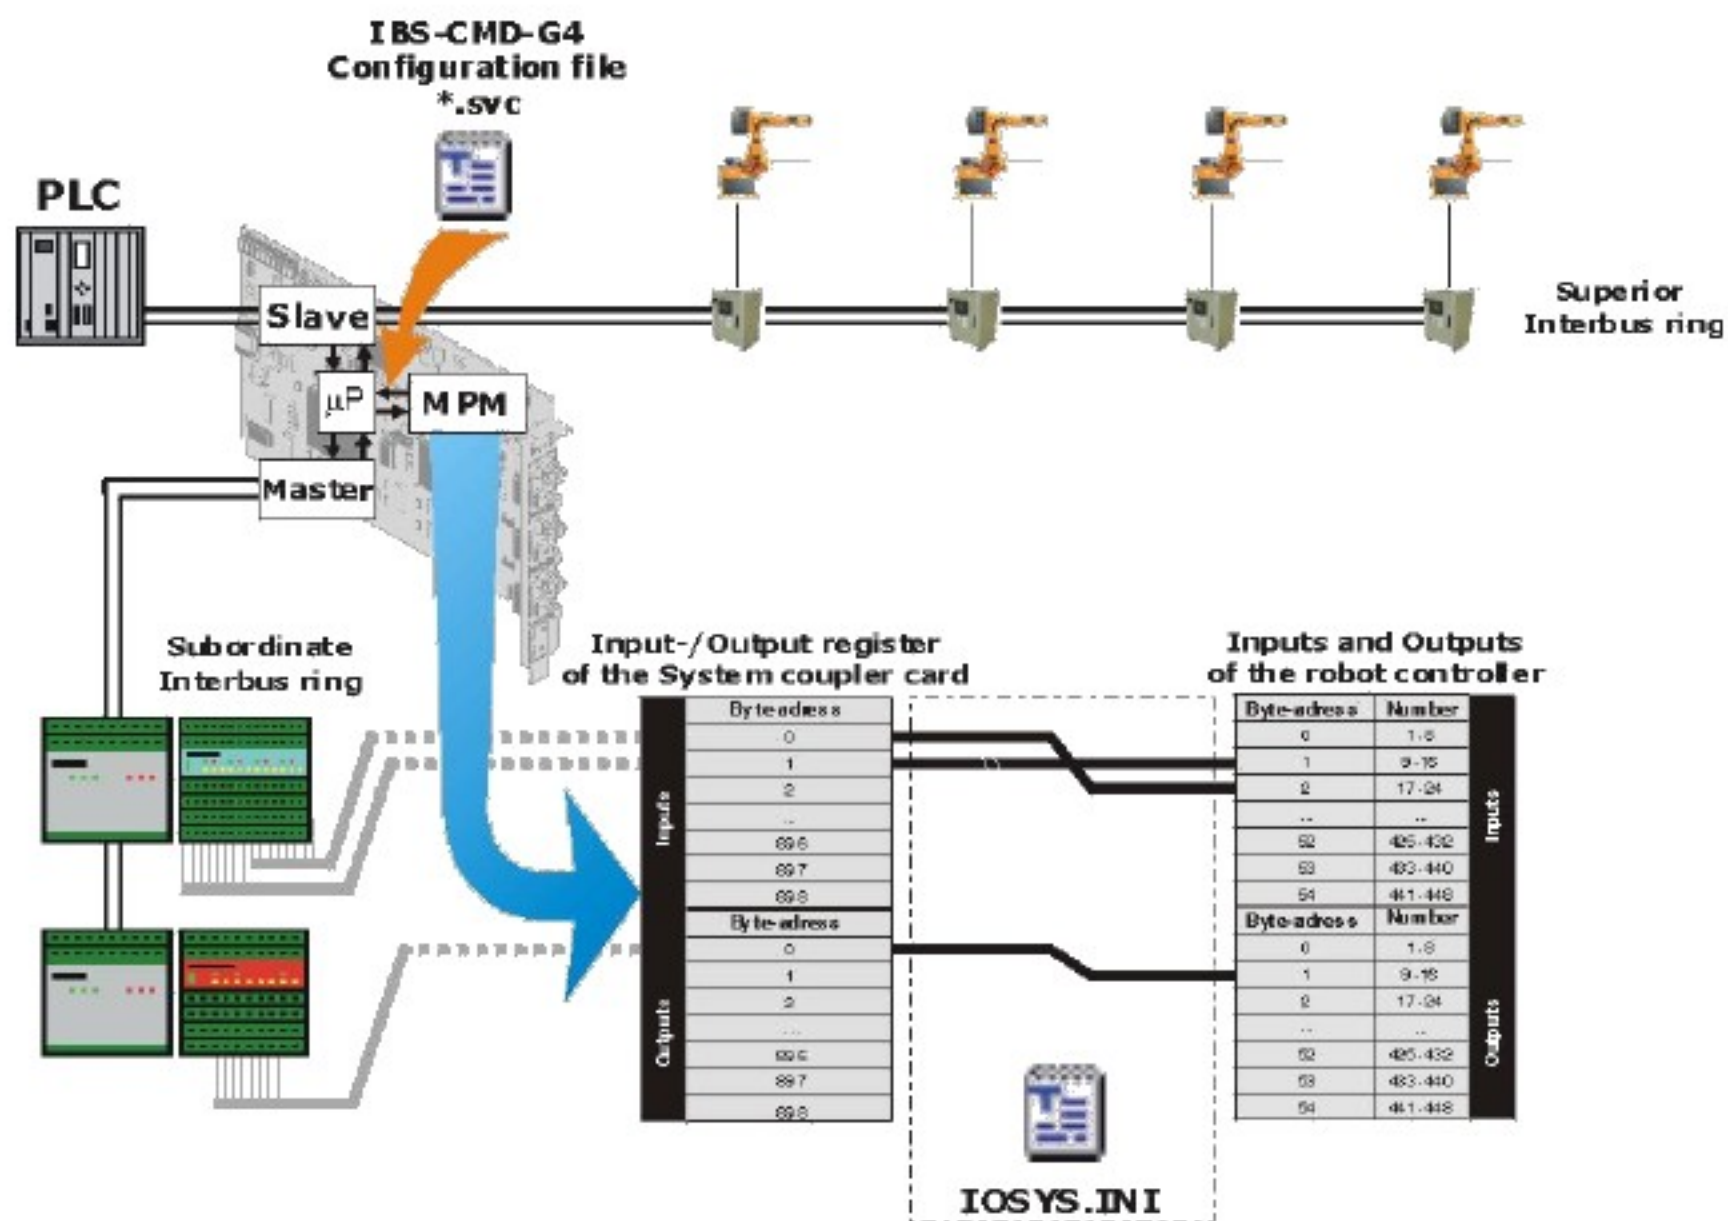 IBS-CMD-G4
Configuration file
*.svc
PLC
Slave
Superior
Interbus ring
µP
MPM
Master
Subordinate
Interbus ring
Input-/Output register
of the System coupler card
Inputs and Outputs
of the robot controller
Byte-adress
0
1
2
...
896
897
898
Inputs
Byte-adress
0
1
2
...
896
897
898
Outputs
Byte-adress Number
0 1-8
1 9-16
2 17-24
... ...
52 425-432
53 433-440
54 441-448
Inputs
Byte-adress Number
0 1-8
1 9-16
2 17-24
... ...
52 425-432
53 433-440
54 441-448
Outputs
IOSYS.INI